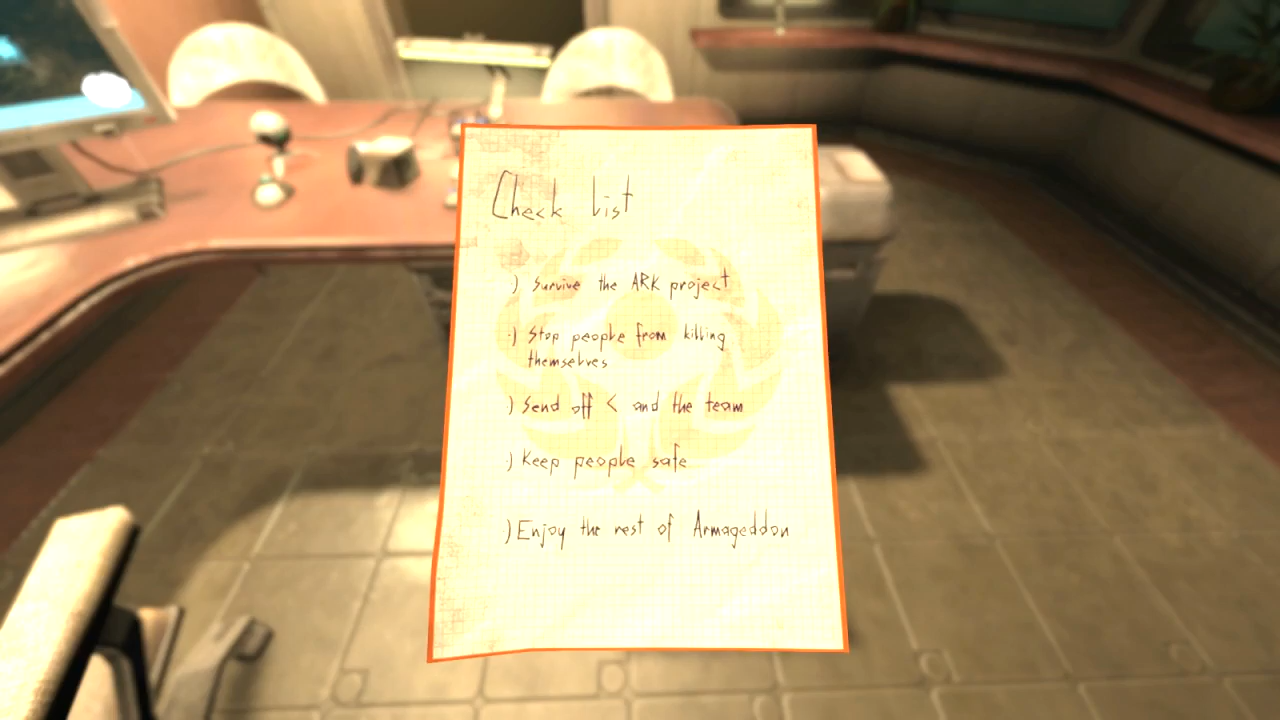 Check list
·) Survive the ARK project
·) Stop people from killing
themselves
·) Send off < and the team
·) Keep people safe
·) Enjoy the rest of Armageddon